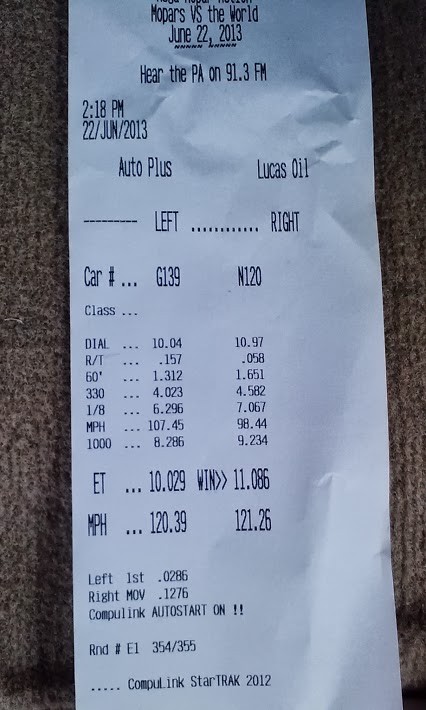 Mopars VS the World
June 22, 2013
Hear the PA on 91.3 FM
2:18 PM
22/JUN/2013
Auto Plus Lucas Oil
--------- LEFT ............ RIGHT
Car # ... G139 N120
Class ...
DIAL ... 10.04 10.97
R/T ... .157 .058
60' ... 1.312 1.651
330 ... 4.023 4.582
1/8 ... 6.296 7.067
MPH ... 107.45 98.44
1000 ... 8.286 9.234
ET ... 10.029 WIN>> 11.086
MPH ... 120.39 121.26
Left 1st .0286
Right MOV .1276
Compulink AUTOSTART ON !!
Rnd # E1 354/355
..... CompuLink StarTRAK 2012